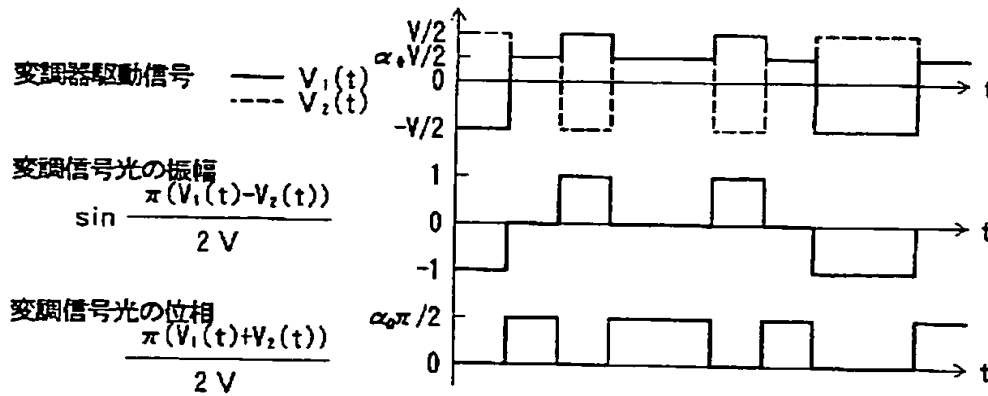 変調器駆動信号 V₁(t)
V₂(t)
V/2
α₀V/2
0
-V/2
t
変調信号光の振幅
sin π(V₁(t)-V₂(t))
2V
1
0
-1
t
変調信号光の位相
π(V₁(t)+V₂(t))
2V
α₀π/2
0
t